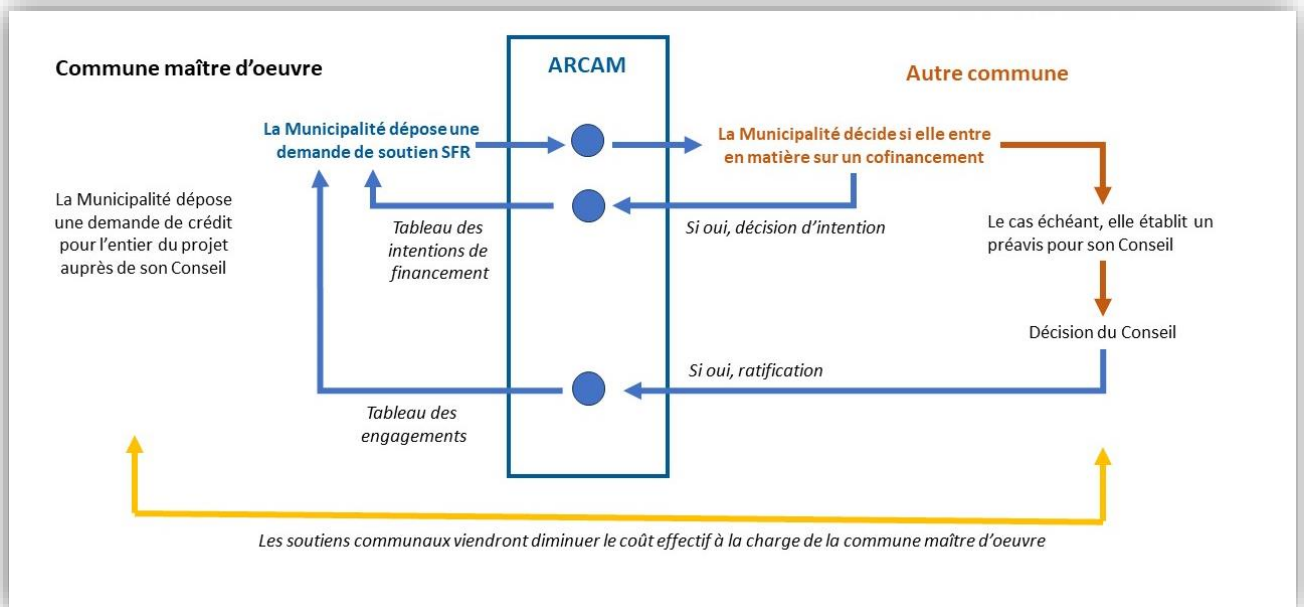 Commune maître d'oeuvre
ARCAM
Autre commune
La Municipalité dépose une
demande de soutien SFR
La Municipalité décide si elle entre
en matière sur un cofinancement
La Municipalité dépose
une demande de crédit
pour l'entier du projet
auprès de son Conseil
Tableau des
intentions de
financement
Si oui, décision d'intention
Le cas échéant, elle établit un
préavis pour son Conseil
Décision du Conseil
Si oui, ratification
Tableau des
engagements
Les soutiens communaux viendront diminuer le coût effectif à la charge de la commune maître d'oeuvre